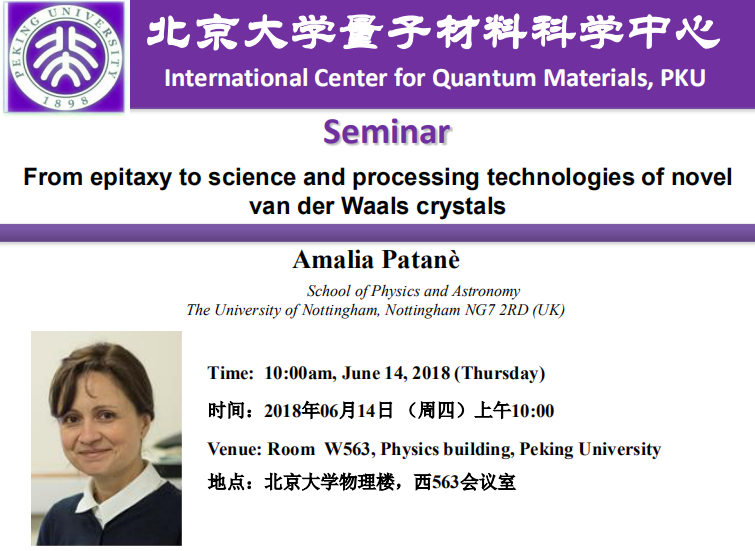 PEKING UNIVERSITY
1898
北京大学量子材料科学中心
International Center for Quantum Materials, PKU
Seminar
From epitaxy to science and processing technologies of novel
van der Waals crystals
Amalia Patanè
School of Physics and Astronomy
The University of Nottingham, Nottingham NG7 2RD (UK)
Time: 10:00am, June 14, 2018 (Thursday)
时间：2018年06月14日 （周四）上午10:00
Venue: Room W563, Physics building, Peking University
地点：北京大学物理楼，西563会议室